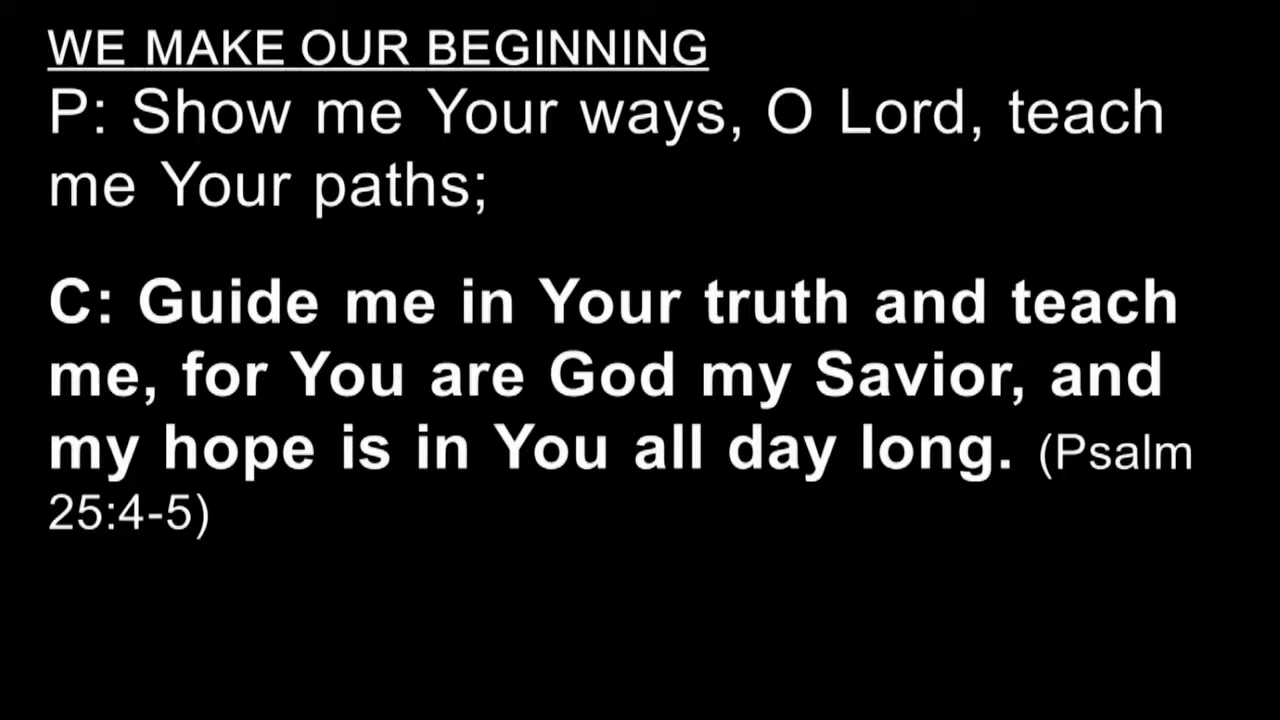 WE MAKE OUR BEGINNING
P: Show me Your ways, O Lord, teach
me Your paths;
C: Guide me in Your truth and teach
me, for You are God my Savior, and
my hope is in You all day long. (Psalm
25:4-5)